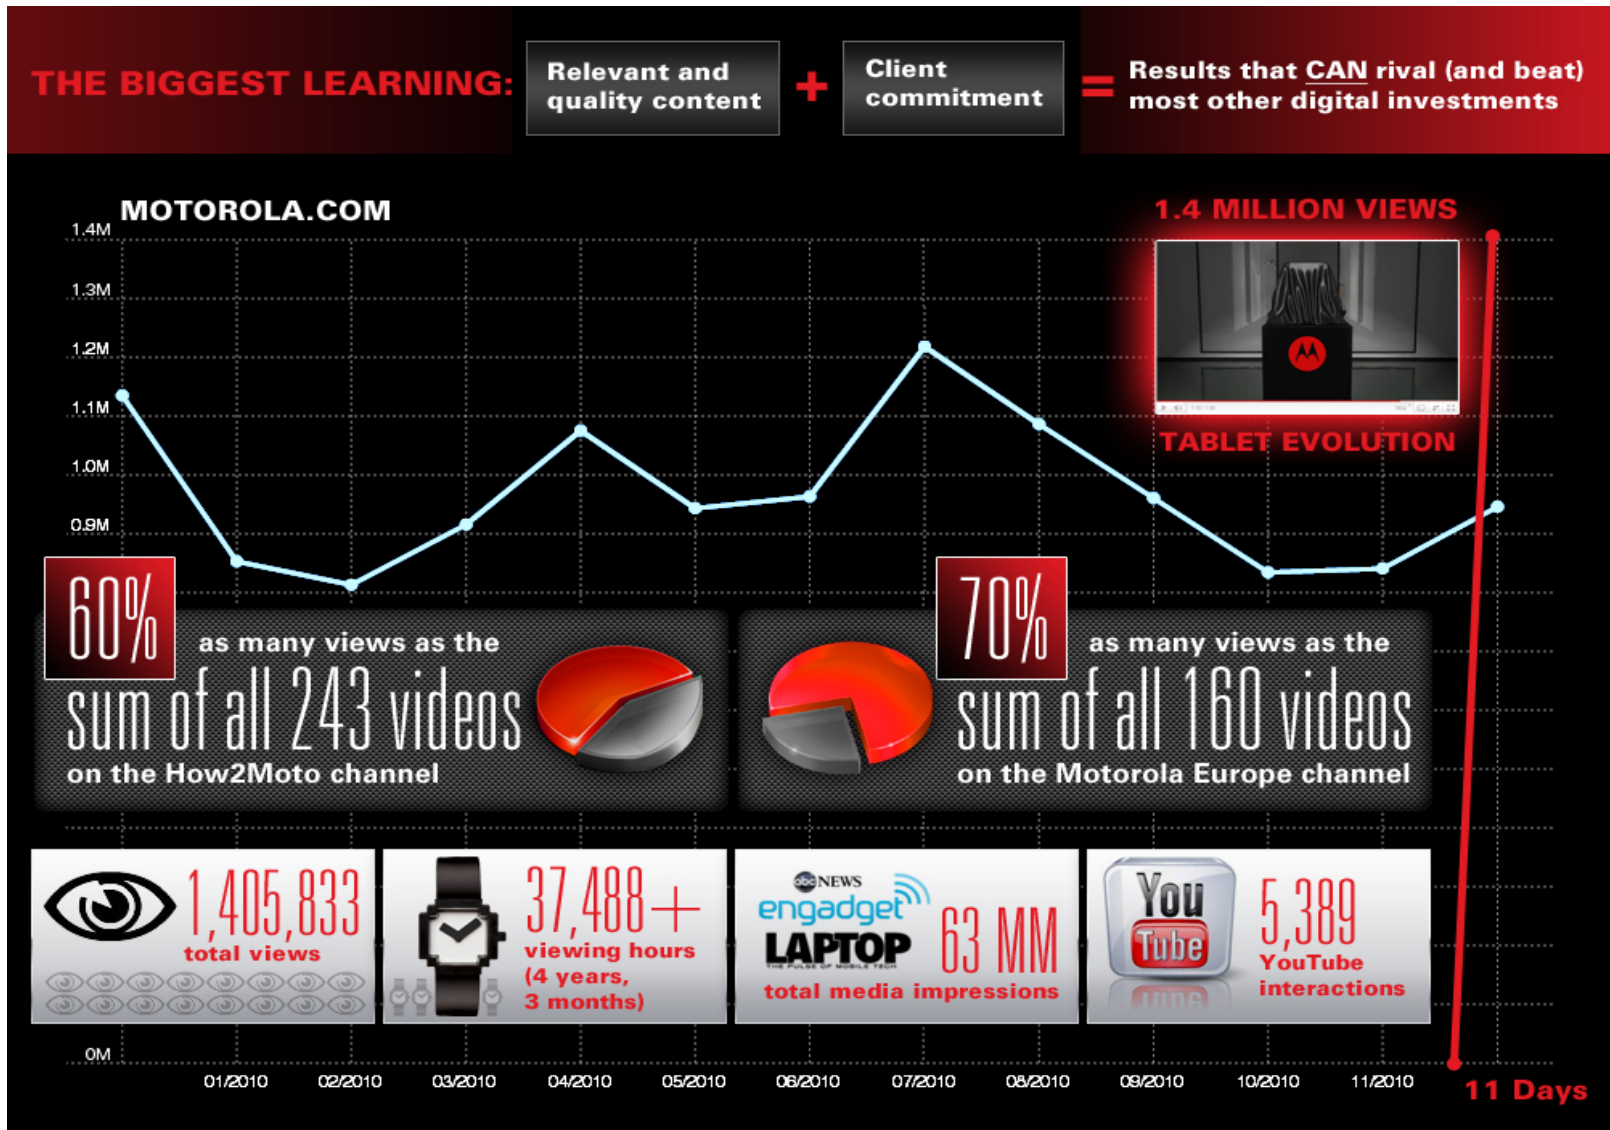 THE BIGGEST LEARNING:
Relevant and
quality content
+
Client
commitment
=
Results that CAN rival (and beat)
most other digital investments
MOTOROLA.COM
1.4 MILLION VIEWS
TABLET EVOLUTION
1.4M
1.3M
1.2M
1.1M
1.0M
0.9M
60%
as many views as the
sum of all 243 videos
on the How2Moto channel
70%
as many views as the
sum of all 160 videos
on the Motorola Europe channel
1,405,833
total views
37,488+
viewing hours
(4 years,
3 months)
abc NEWS
engadget
LAPTOP
THE PULSE OF MOBILE TECH
63 MM
total media impressions
You
Tube
5,389
YouTube
interactions
0M
01/2010
02/2010
03/2010
04/2010
05/2010
06/2010
07/2010
08/2010
09/2010
10/2010
11/2010
11 Days